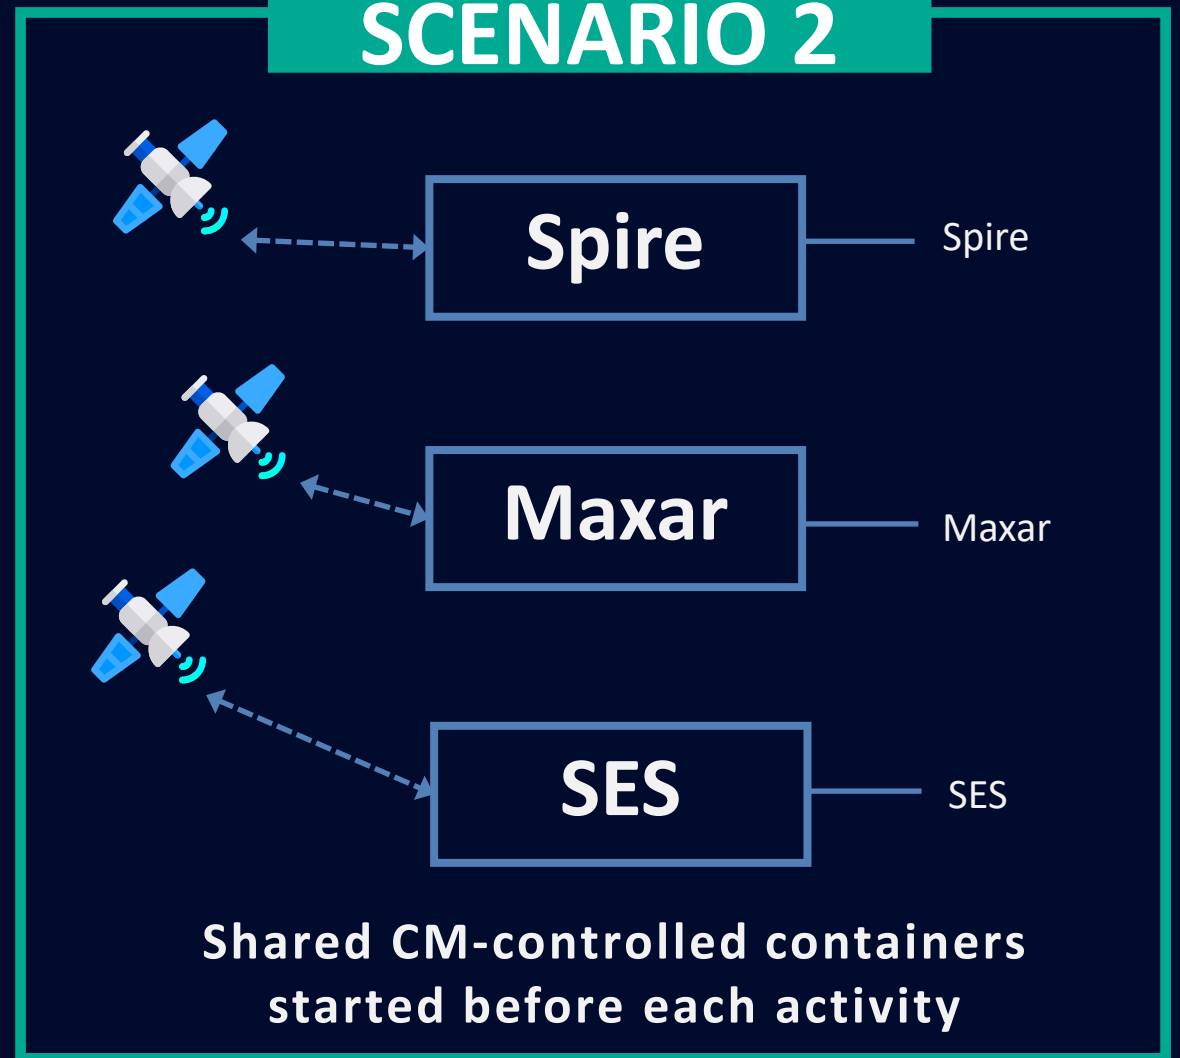 SCENARIO 2
Spire
Spire
Maxar
Maxar
SES
SES
Shared CM-controlled containers
started before each activity